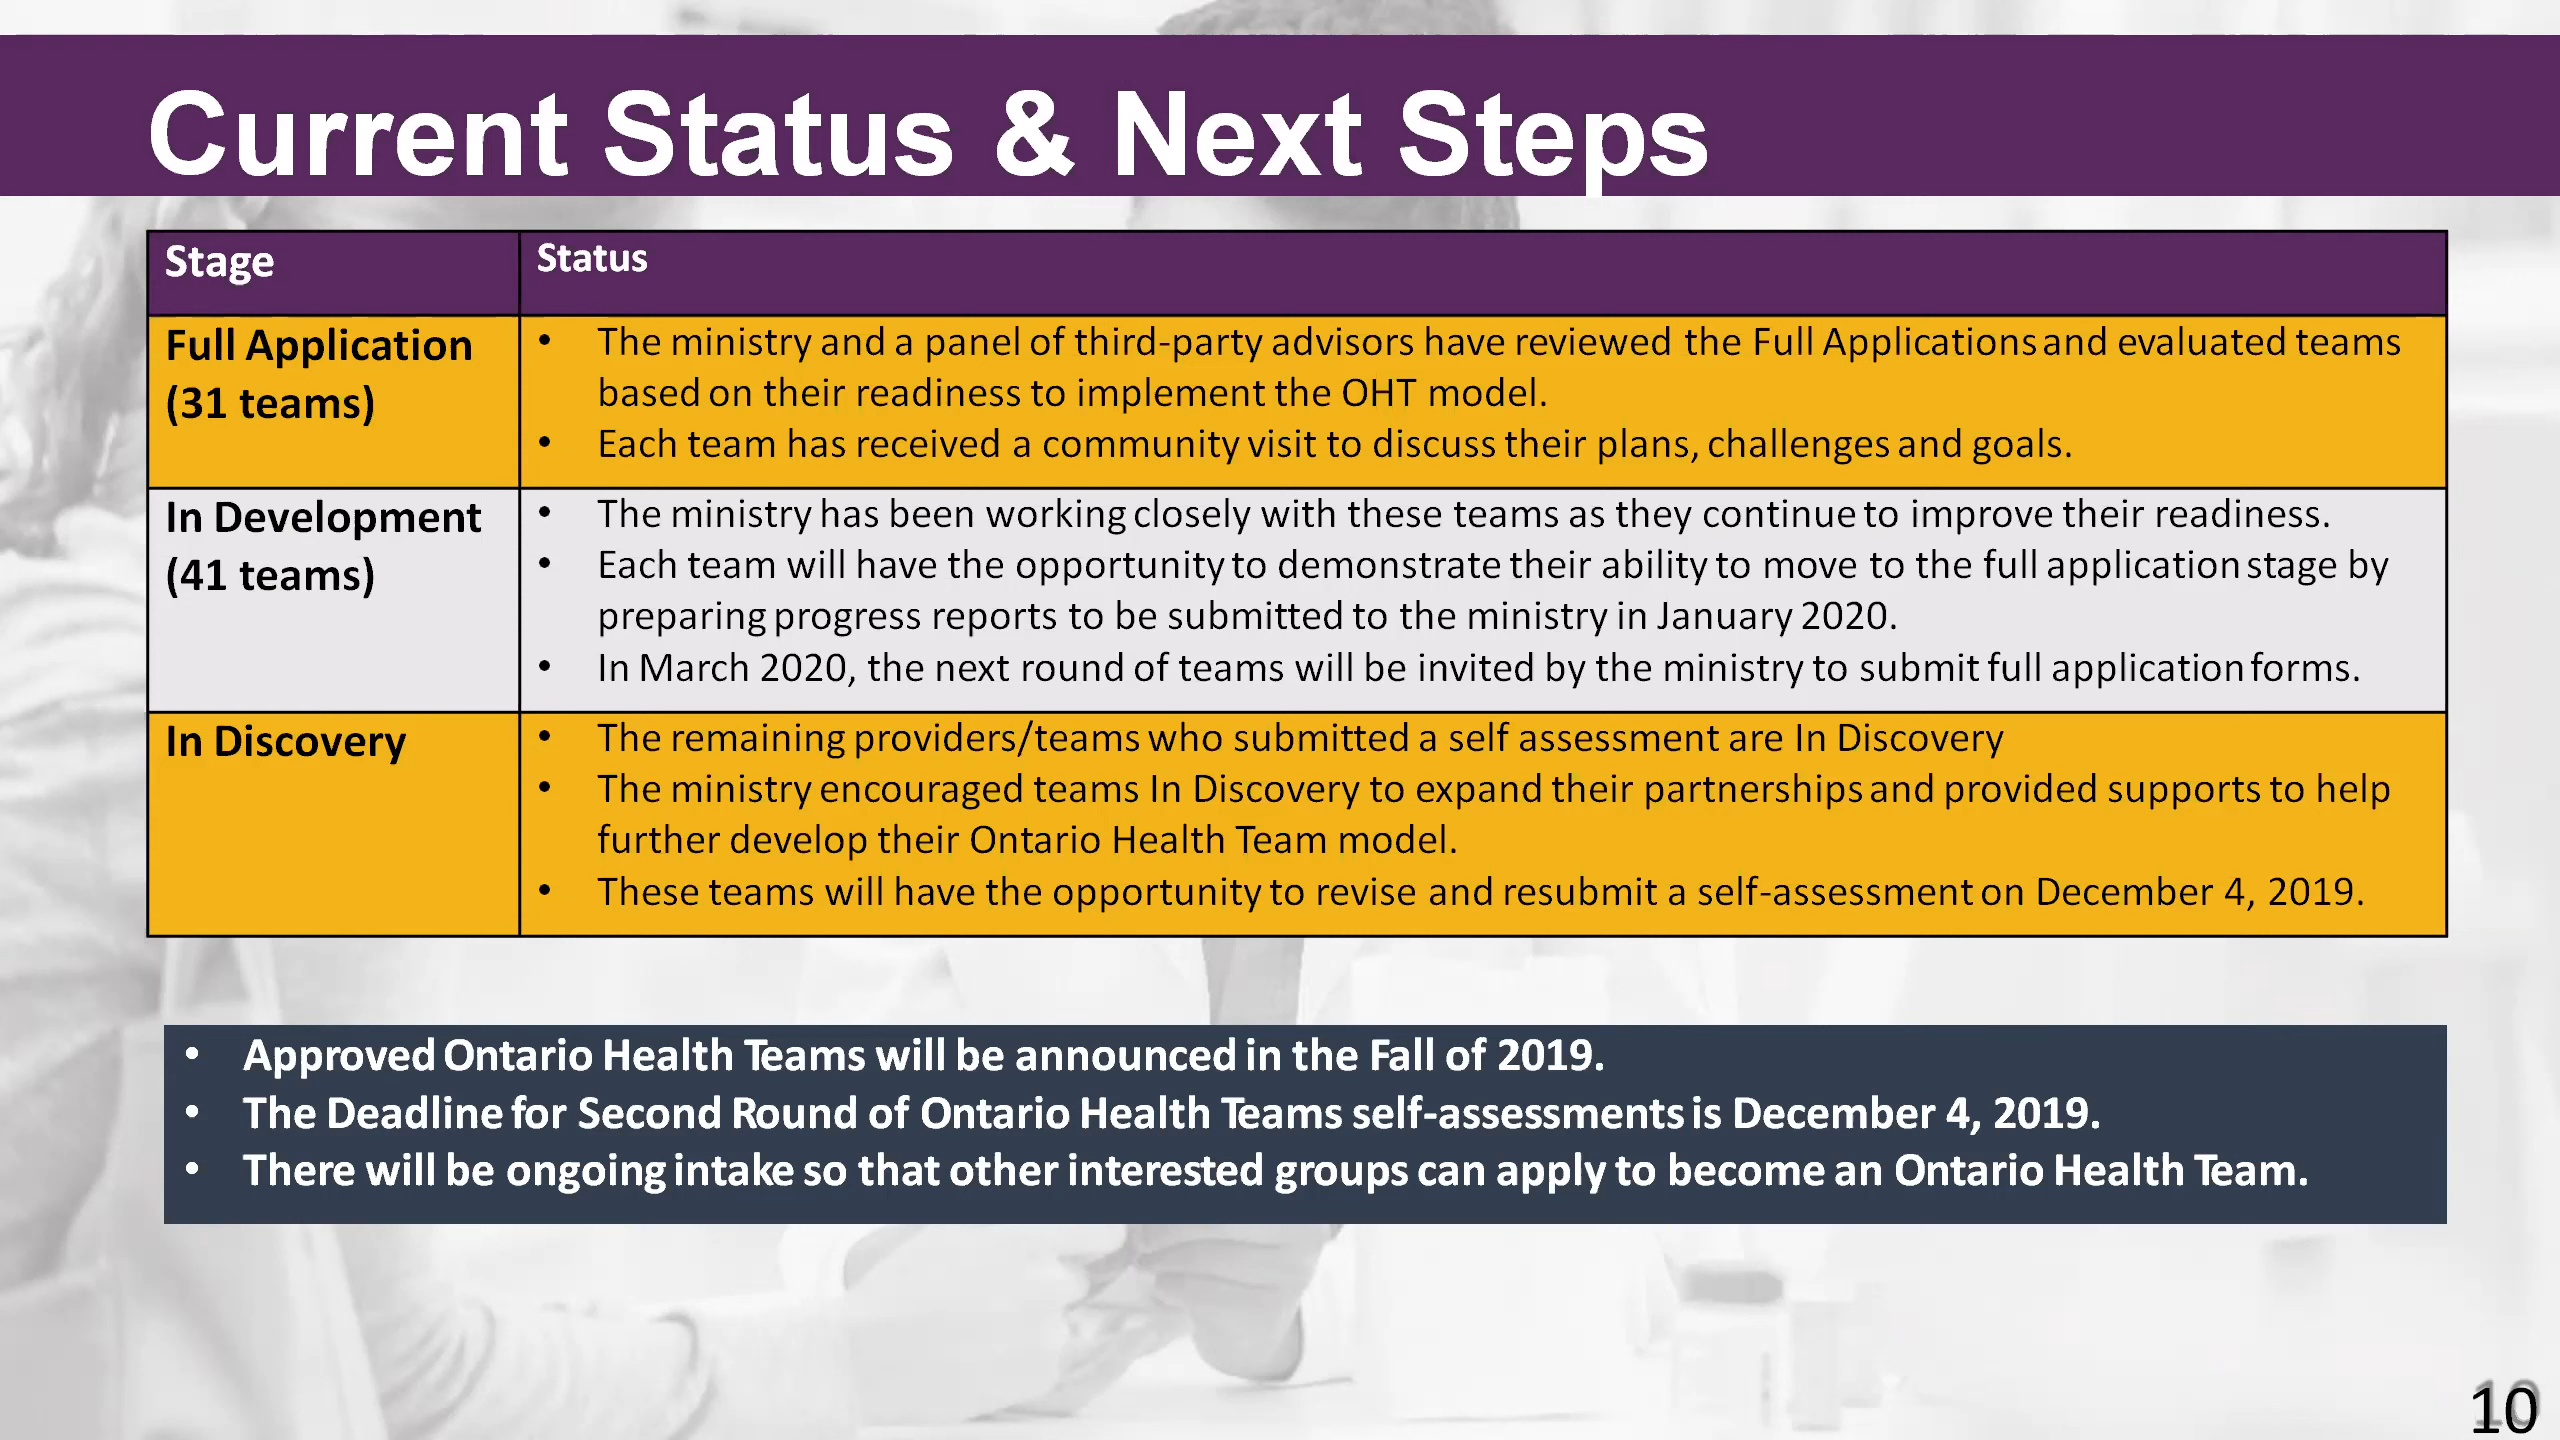 Current Status & Next Steps
Stage
Status
Full Application
(31 teams)
• The ministry and a panel of third-party advisors have reviewed the Full Applications and evaluated teams
based on their readiness to implement the OHT model.
• Each team has received a community visit to discuss their plans, challenges and goals.
In Development
(41 teams)
• The ministry has been working closely with these teams as they continue to improve their readiness.
• Each team will have the opportunity to demonstrate their ability to move to the full application stage by
preparing progress reports to be submitted to the ministry in January 2020.
• In March 2020, the next round of teams will be invited by the ministry to submit full application forms.
In Discovery
• The remaining providers/teams who submitted a self assessment are In Discovery
• The ministry encouraged teams In Discovery to expand their partnerships and provided supports to help
further develop their Ontario Health Team model.
• These teams will have the opportunity to revise and resubmit a self-assessment on December 4, 2019.
• Approved Ontario Health Teams will be announced in the Fall of 2019.
• The Deadline for Second Round of Ontario Health Teams self-assessments is December 4, 2019.
• There will be ongoing intake so that other interested groups can apply to become an Ontario Health Team.
10